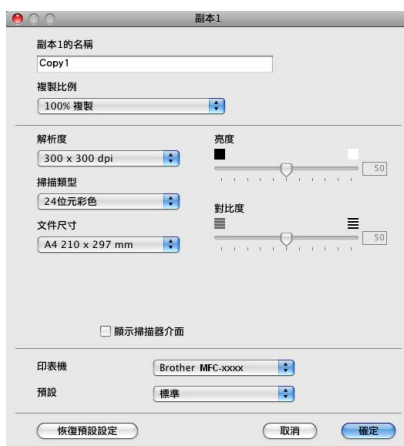 副本1
副本1的名稱
Copy1
複製比例
100% 複製
解析度
300 x 300 dpi
掃描類型
24位元彩色
文件尺寸
A4 210 x 297 mm
亮度
50
對比度
50
顯示掃描器介面
印表機
Brother MFC-xxxx
預設
標準
恢復預設設定
取消
確定